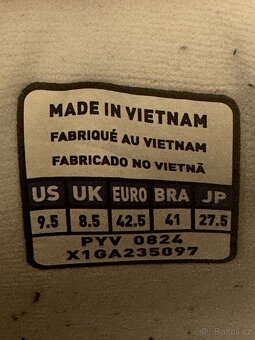 MADE IN VIETNAM
FABRIQUÉ AU VIETNAM
FABRICADO NO VIETNÃ
US UK EURO BRA JP
9.5 8.5 42.5 41 27.5
PYV 0824
X1GA235097
© Bazos.cz